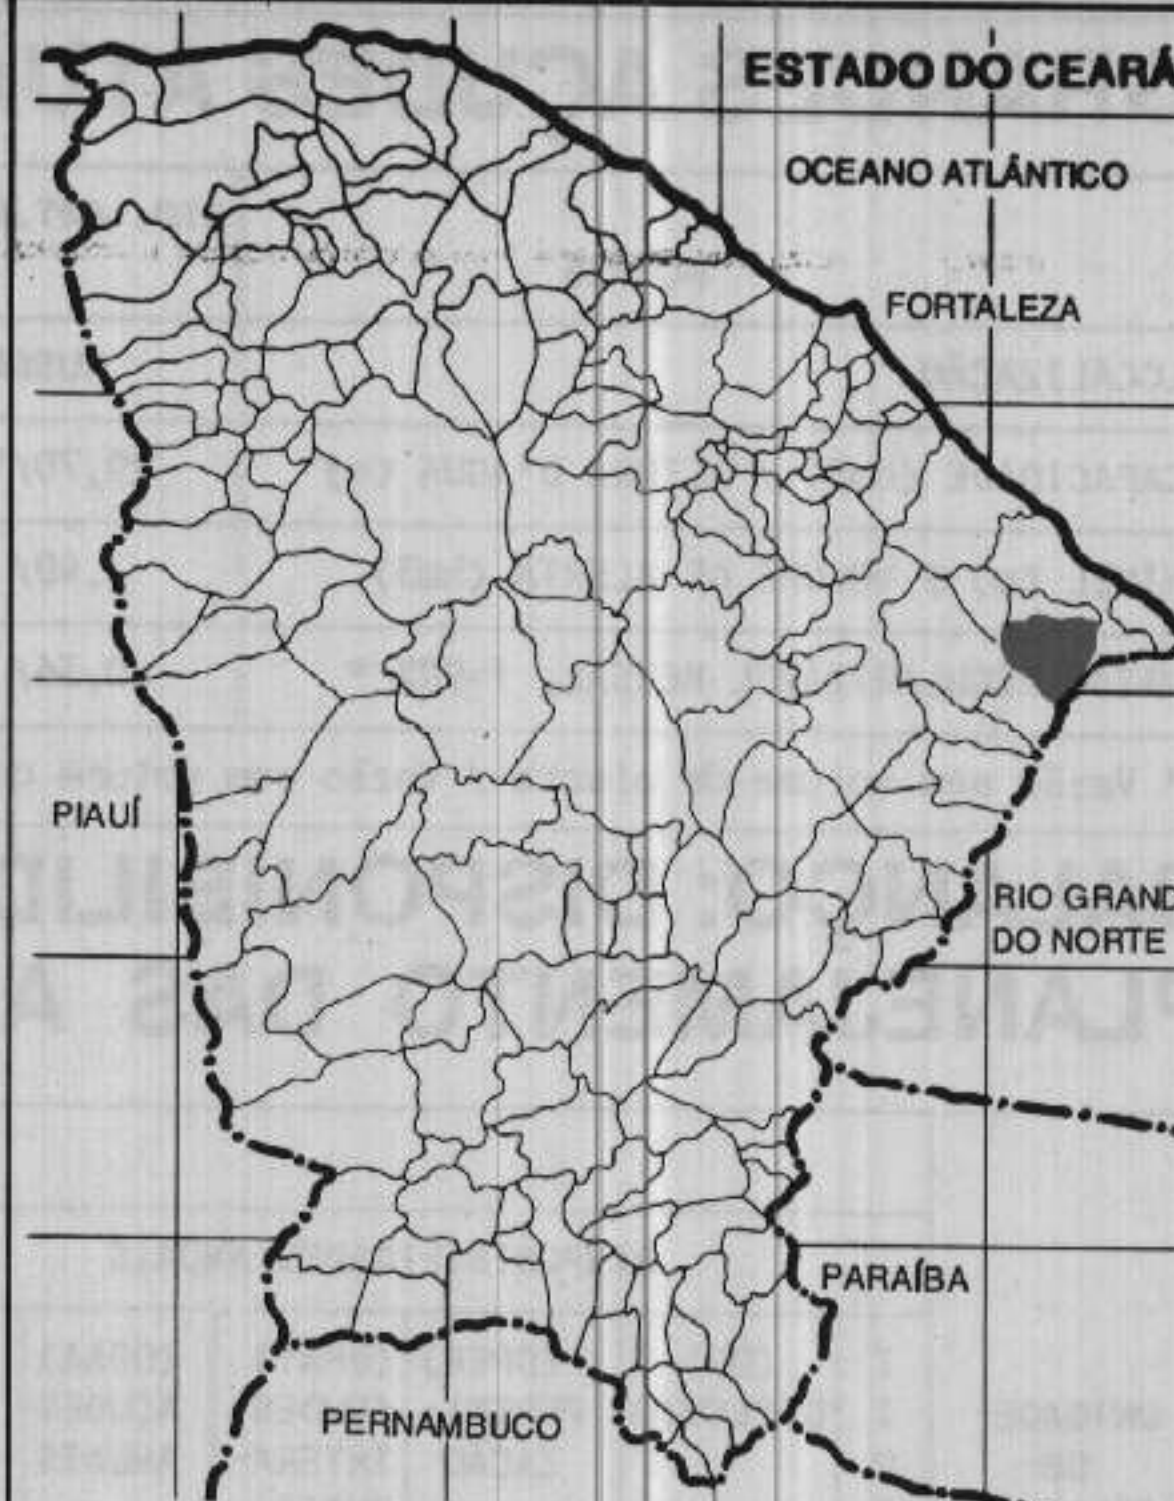 ESTADO DO CEARÁ
OCEANO ATLÂNTICO
FORTALEZA
PIAUÍ
RIO GRAND
DO NORTE
PARAÍBA
PERNAMBUCO